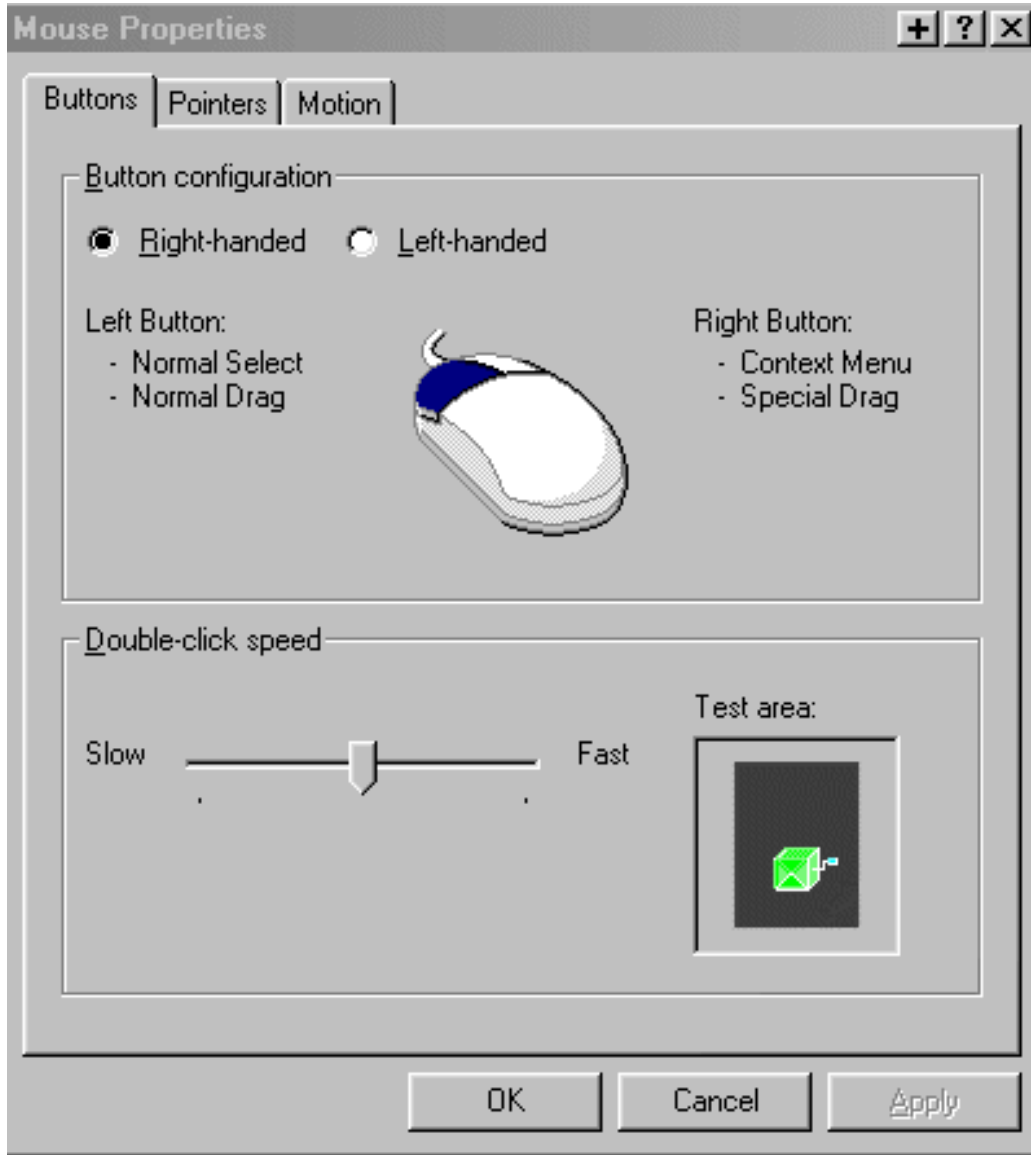 Mouse Properties
Buttons Pointers Motion
Button configuration
Right-handed Left-handed
Left Button:
- Normal Select
- Normal Drag
Right Button:
- Context Menu
- Special Drag
Double-click speed
Test area:
Slow Fast
OK Cancel Apply